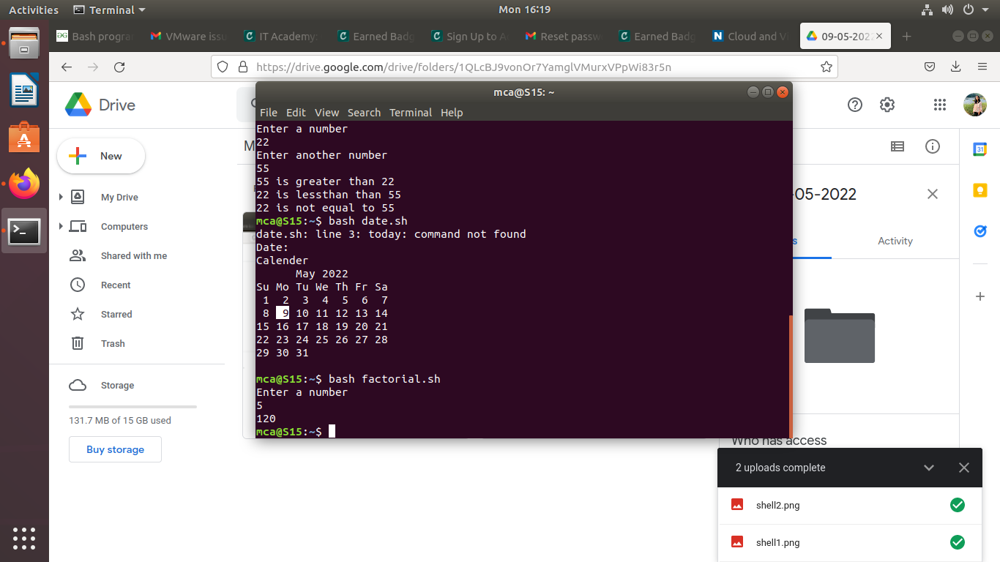 Activities Terminal Mon 16:19
Bash progra VMware issu IT Academy: Earned Badg Sign Up to A Reset passw Earned Badg Cloud and V 09-05-2022
https://drive.google.com/drive/folders/1QLcBJ9vonOr7YamglVMurxVPpWi83r5n
Drive
New
My Drive
Computers
Shared with me
Recent
Starred
Trash
Storage
131.7 MB of 15 GB used
Buy storage
mca@S15: ~
File Edit View Search Terminal Help
Enter a number
22
Enter another number
55
55 is greater than 22
22 is lessthan than 55
22 is not equal to 55
mca@S15:~$ bash date.sh
date.sh: line 3: today: command not found
Date:
Calender
May 2022
Su Mo Tu We Th Fr Sa
1 2 3 4 5 6 7
8 9 10 11 12 13 14
15 16 17 18 19 20 21
22 23 24 25 26 27 28
29 30 31
mca@S15:~$ bash factorial.sh
Enter a number
5
120
mca@S15:~$
M
-05-2022
s Activity
31
Who has access
2 uploads complete
shell2.png
shell1.png